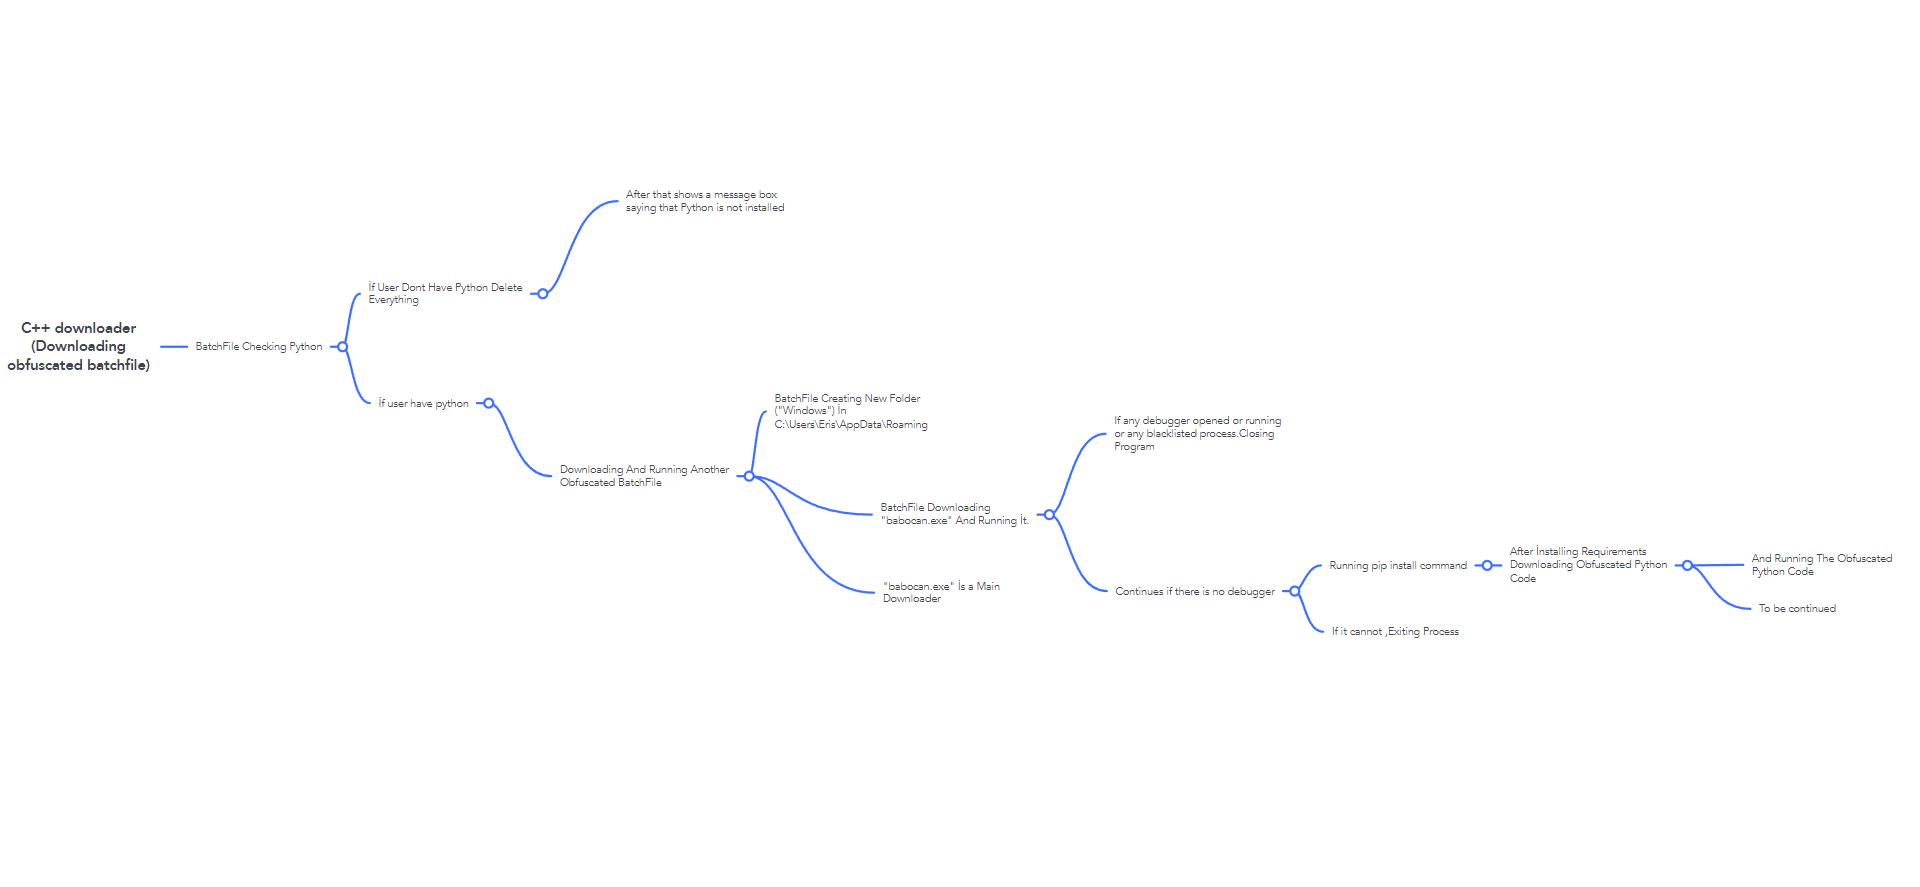 After that shows a message box
saying that Python is not installed
İf User Dont Have Python Delete
Everything
C++ downloader
(Downloading
obfuscated batchfile)
BatchFile Checking Python
İf user have python
BatchFile Creating New Folder
("Windows") İn
C:\Users\Eris\AppData\Roaming
Downloading And Running Another
Obfuscated BatchFile
If any debugger opened or running
or any blacklisted process.Closing
Program
BatchFile Downloading
"babocan.exe" And Running İt.
"babocan.exe" İs a Main
Downloader
Continues if there is no debugger
Running pip install command
If it cannot ,Exiting Process
After İnstalling Requirements
Downloading Obfuscated Python
Code
And Running The Obfuscated
Python Code
To be continued